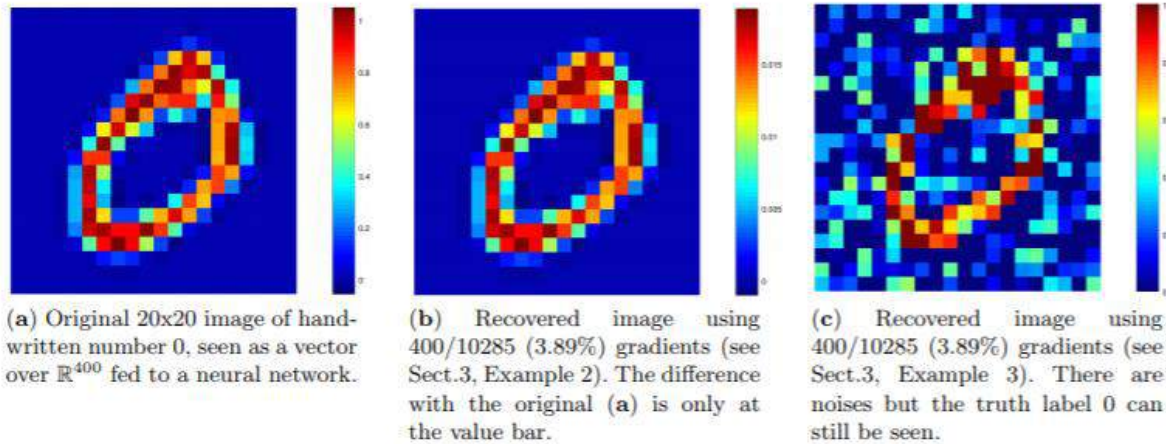 1
0.8
0.6
0.4
0.2
0
0.015
0.01
0.005
0
(a) Original 20x20 image of hand-
written number 0, seen as a vector
over ℝ⁴⁰⁰ fed to a neural network.
(b) Recovered image using
400/10285 (3.89%) gradients (see
Sect.3, Example 2). The difference
with the original (a) is only at
the value bar.
(c) Recovered image using
400/10285 (3.89%) gradients (see
Sect.3, Example 3). There are
noises but the truth label 0 can
still be seen.